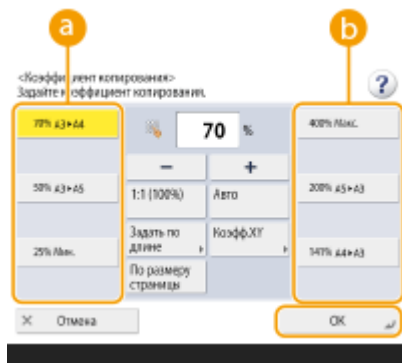 a
b
<Коэффициент копирования>
Задайте коэффициент копирования.
?
70% A3►A4
70 %
400% Макс.
−
+
50% A3►A5
1:1 (100%)
Авто
200% A5►A3
Задать по
длине
Коэфф.XY
25% Мин.
141% A4►A3
По размеру
страницы
× Отмена
OK